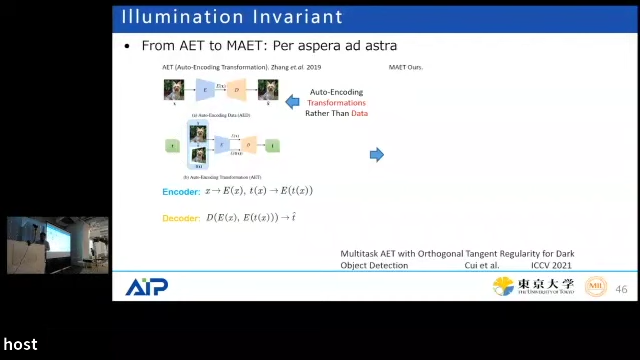 Illumination Invariant
• From AET to MAET: Per aspera ad astra
AET (Auto-Encoding Transformation), Zhang et.al. 2019
MAET Ours.
E
D
(a) Auto-Encoding Data (AED)
Auto-Encoding
Transformations
Rather Than Data
E
D
(b) Auto-Encoding Transformation (AET)
Encoder: x → E(x), t(x) → E(t(x))
Decoder: D(E(x), E(t(x))) → t̂
Multitask AET with Orthogonal Tangent Regularity for Dark
Object Detection Cui et al. ICCV 2021
AIP
東京大学
THE UNIVERSITY OF TOKYO
MIL
46
host